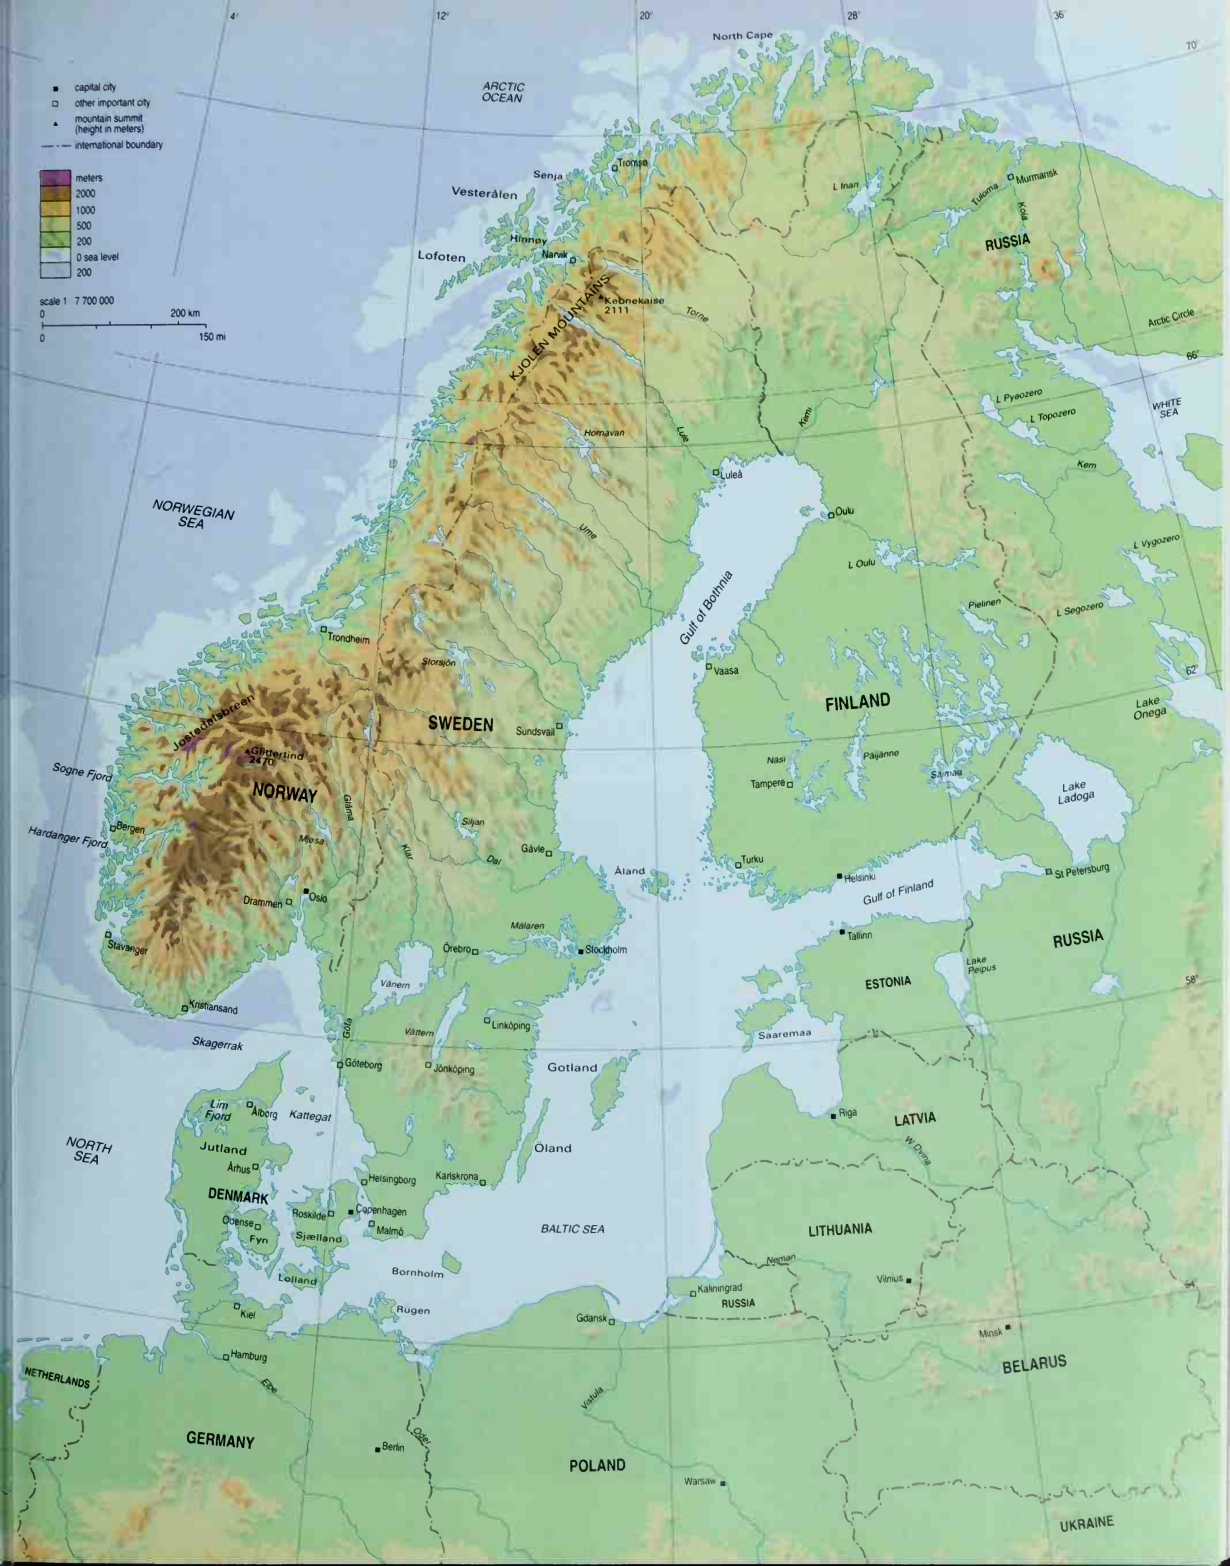 4°
12°
20°
28°
36°
70°
North Cape
ARCTIC
OCEAN
capital city
other important city
mountain summit
(height in meters)
international boundary
meters
2000
1000
500
200
0 sea level
200
scale 1 7 700 000
0
200 km
0
150 mi
Tromsø
Senja
Vesterålen
Hinnøy
Narvik
Lofoten
L Inari
Tuloma
Murmansk
Kola
RUSSIA
KJOLEN MOUNTAINS
Kebnekaise
2111
Torne
Arctic Circle
66°
L Pyaozero
L Topozero
WHITE
SEA
Kemi
Hornavan
Lule
Luleå
Kem
NORWEGIAN
SEA
Ume
Oulu
L Oulu
L Vygozero
Gulf of Bothnia
Pielinen
L Segozero
Trondheim
Storsjön
Vaasa
62°
FINLAND
Lake
Onega
Jostedalsbreen
SWEDEN
Sundsvall
Glittertind
2470
Näsi
Päijänne
Saimaa
Tampere
Lake
Ladoga
Sogne Fjord
NORWAY
Glåma
Bergen
Hardanger Fjord
Mjøsa
Klar
Siljan
Dal
Gävle
Turku
Åland
Helsinki
Gulf of Finland
St Petersburg
Drammen
Oslo
Mälaren
Stavanger
Örebro
Stockholm
Tallinn
RUSSIA
Lake
Peipus
ESTONIA
58°
Vänern
Kristiansand
Linköping
Göta
Vättern
Saaremaa
Skagerrak
Göteborg
Jönköping
Gotland
Lim
Fjord
Ålborg
Kattegat
Riga
LATVIA
W Dvina
NORTH
SEA
Jutland
Öland
Århus
Helsingborg
Karlskrona
DENMARK
Roskilde
Copenhagen
Odense
Malmö
Fyn
Sjælland
BALTIC SEA
LITHUANIA
Neman
Lolland
Bornholm
Vilnius
54
Kaliningrad
RUSSIA
Rugen
Kiel
Gdansk
Minsk
BELARUS
Hamburg
NETHERLANDS
Elbe
Vistula
Oder
GERMANY
Berlin
POLAND
Warsaw
UKRAINE